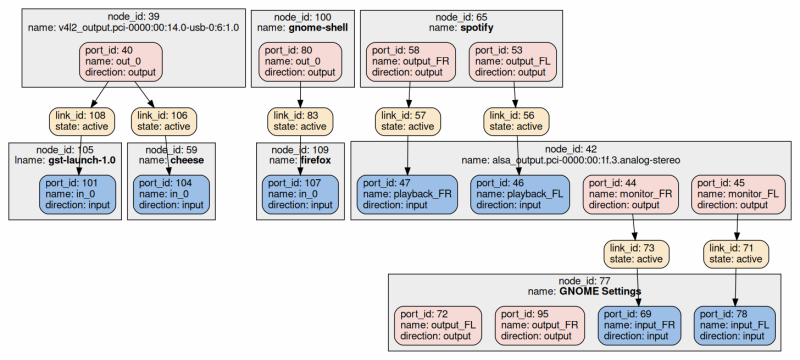 node_id: 39
name: v4l2_output.pci-0000:00:14.0-usb-0:6:1.0
port_id: 40
name: out_0
direction: output
node_id: 100
name: gnome-shell
port_id: 80
name: out_0
direction: output
node_id: 65
name: spotify
port_id: 58
name: output_FR
direction: output
port_id: 53
name: output_FL
direction: output
link_id: 108
state: active
link_id: 106
state: active
link_id: 83
state: active
link_id: 57
state: active
link_id: 56
state: active
node_id: 105
lname: gst-launch-1.0
port_id: 101
name: in_0
direction: input
node_id: 59
name: cheese
port_id: 104
name: in_0
direction: input
node_id: 109
name: firefox
port_id: 107
name: in_0
direction: input
node_id: 42
name: alsa_output.pci-0000:00:1f.3.analog-stereo
port_id: 47
name: playback_FR
direction: input
port_id: 46
name: playback_FL
direction: input
port_id: 44
name: monitor_FR
direction: output
port_id: 45
name: monitor_FL
direction: output
link_id: 73
state: active
link_id: 71
state: active
node_id: 77
name: GNOME Settings
port_id: 72
name: output_FL
direction: output
port_id: 95
name: output_FR
direction: output
port_id: 69
name: input_FR
direction: input
port_id: 78
name: input_FL
direction: input